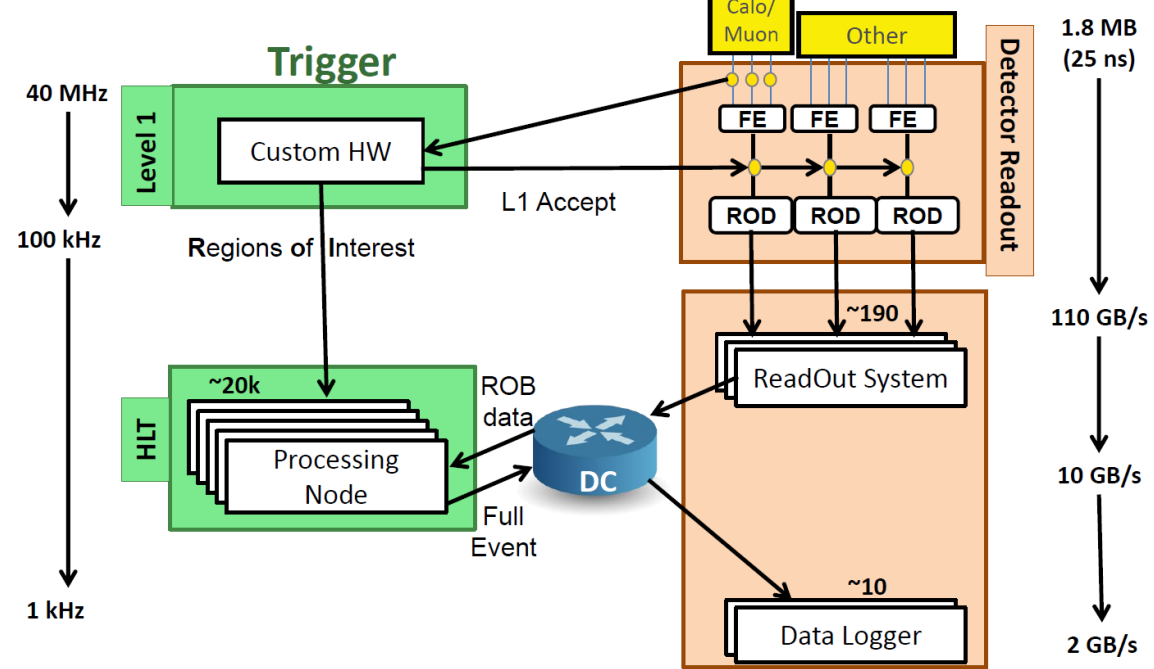 Calo/
Muon
Other
1.8 MB
(25 ns)
Trigger
40 MHz
Level 1
Custom HW
FE
FE
FE
Detector Readout
L1 Accept
ROD
ROD
ROD
100 kHz
Regions of Interest
~190
110 GB/s
ReadOut System
~20k
ROB
data
HLT
Processing
Node
DC
10 GB/s
Full
Event
~10
1 kHz
Data Logger
2 GB/s